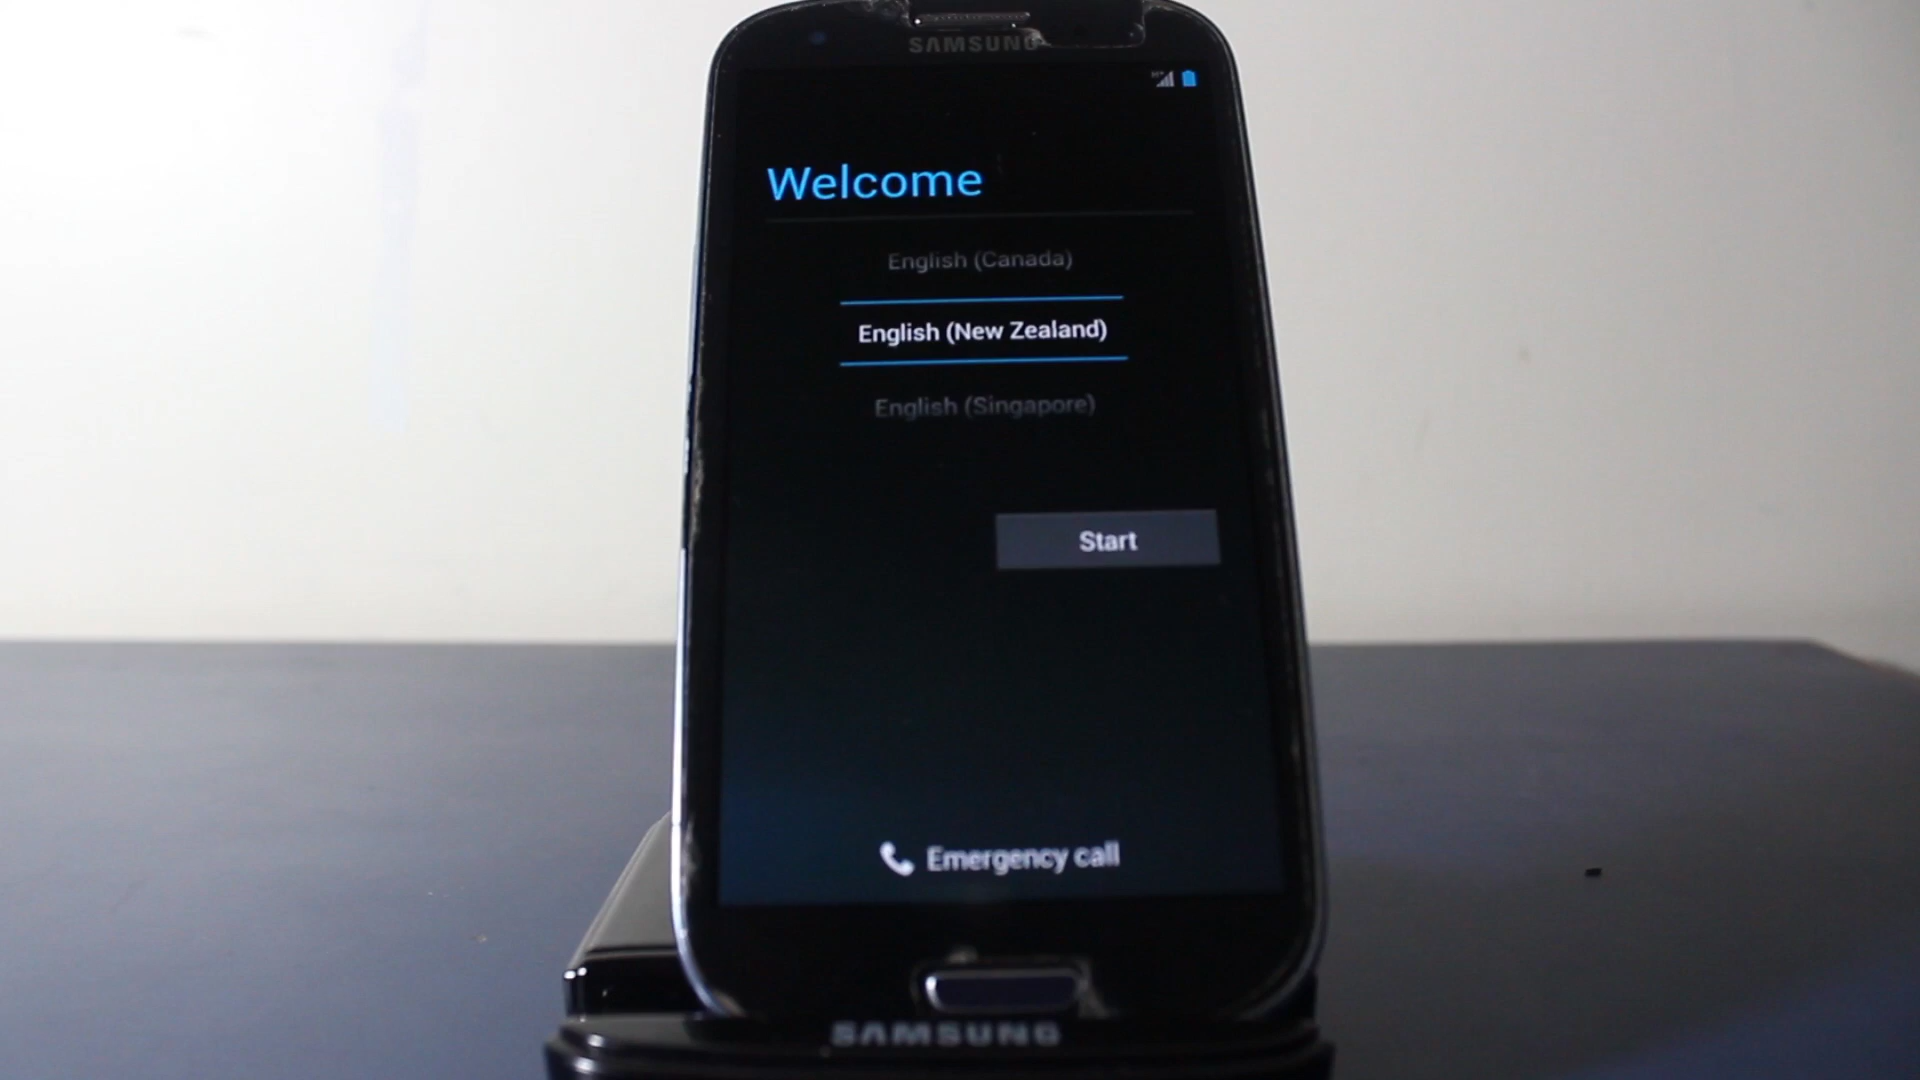 SAMSUNG
Welcome
English (Canada)
English (New Zealand)
English (Singapore)
Start
Emergency call
SAMSUNG